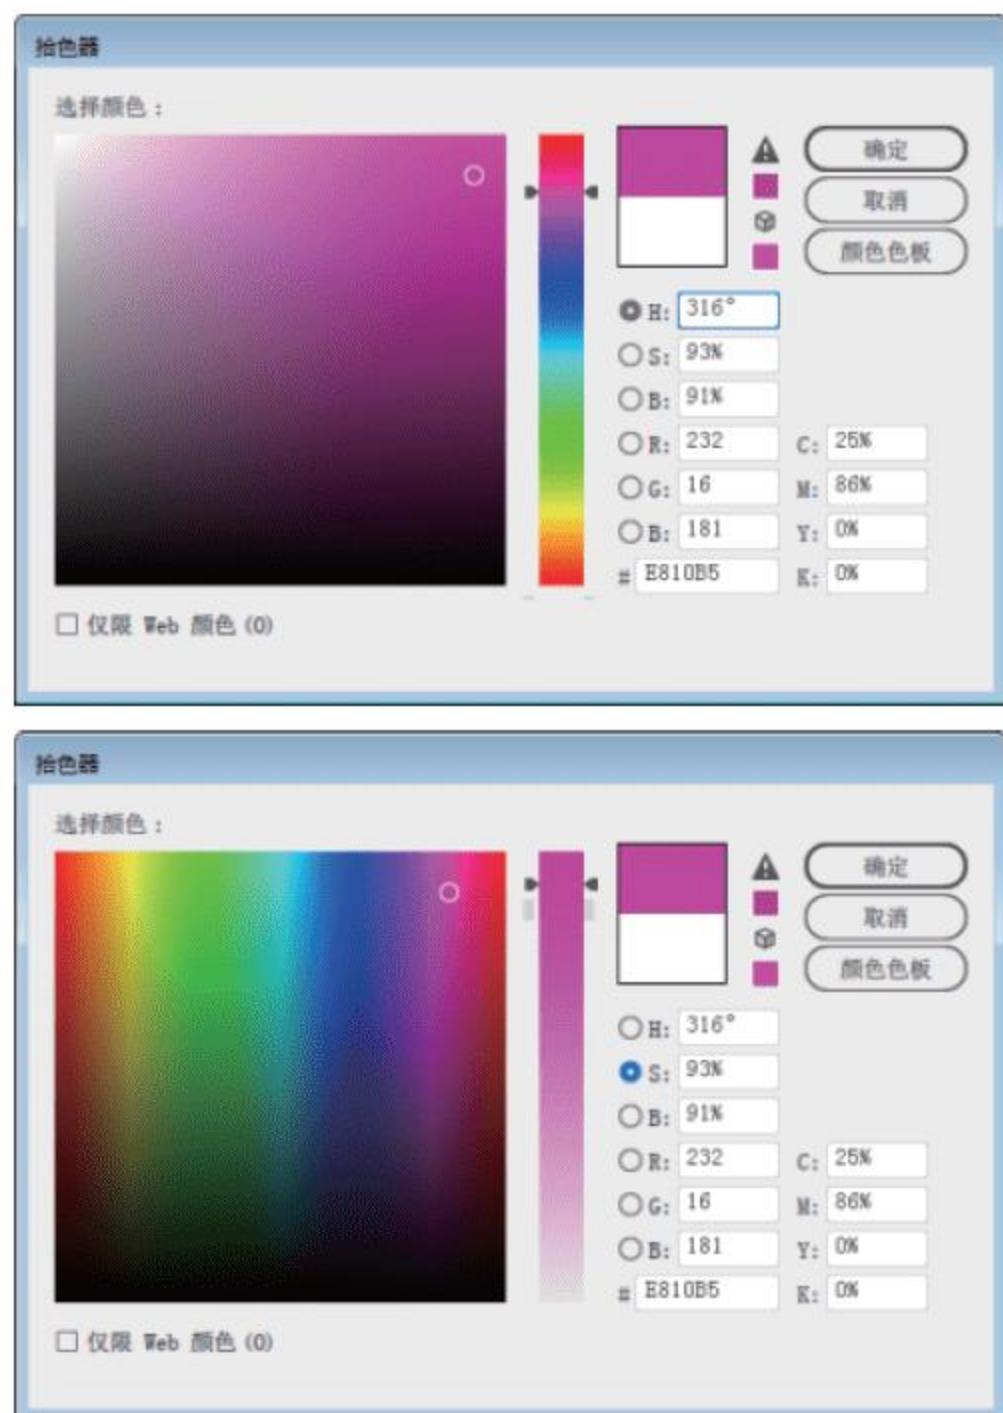 拾色器
选择颜色：
确定
取消
颜色色板
H: 316°
S: 93%
B: 91%
R: 232 C: 25%
G: 16 M: 86%
B: 181 Y: 0%
# E810B5 K: 0%
仅限 Web 颜色 (O)
拾色器
选择颜色：
确定
取消
颜色色板
H: 316°
S: 93%
B: 91%
R: 232 C: 25%
G: 16 M: 86%
B: 181 Y: 0%
# E810B5 K: 0%
仅限 Web 颜色 (O)